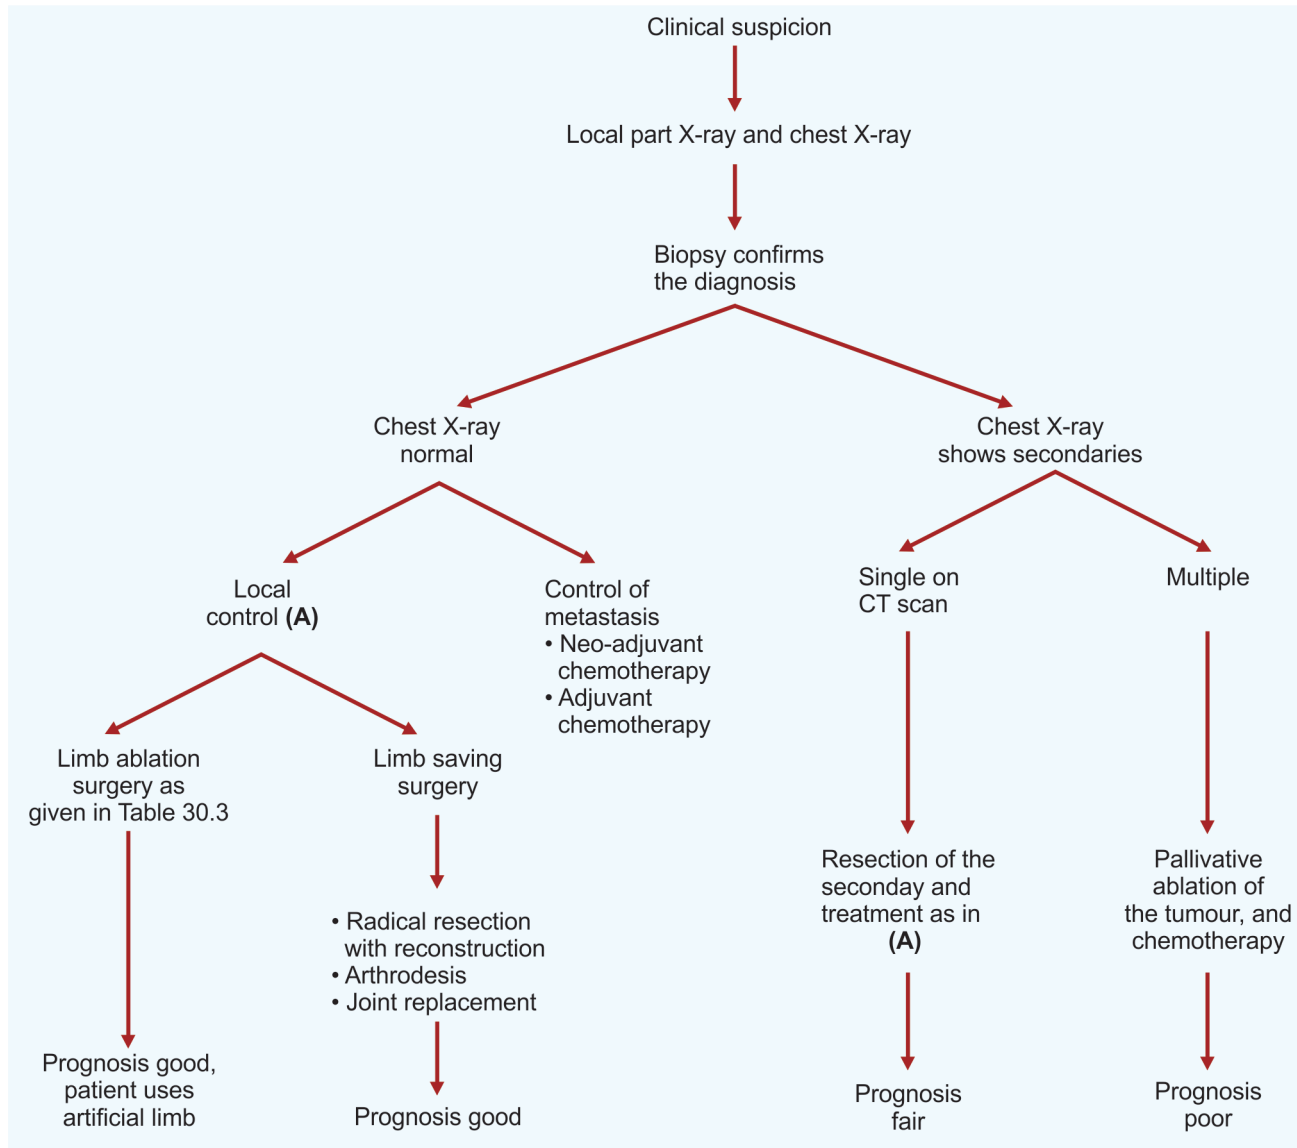 Clinical suspicion
Local part X-ray and chest X-ray
Biopsy confirms
the diagnosis
Chest X-ray
normal
Chest X-ray
shows secondaries
Local
control (A)
Control of
metastasis
• Neo-adjuvant
chemotherapy
• Adjuvant
chemotherapy
Single on
CT scan
Multiple
Limb ablation
surgery as
given in Table 30.3
Limb saving
surgery
• Radical resection
with reconstruction
• Arthrodesis
• Joint replacement
Resection of the
seconday and
treatment as in
(A)
Pallivative
ablation of
the tumour, and
chemotherapy
Prognosis good,
patient uses
artificial limb
Prognosis good
Prognosis
fair
Prognosis
poor